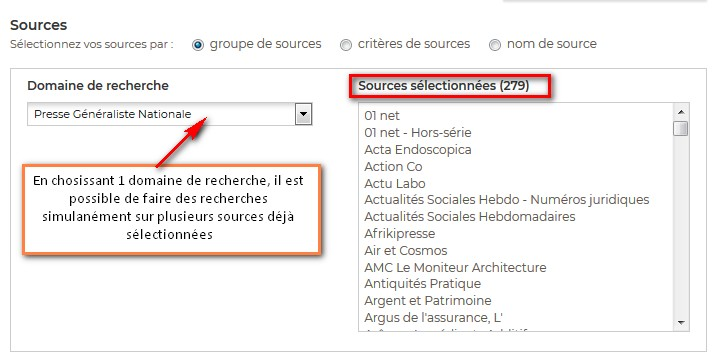 Sources
Sélectionnez vos sources par : groupe de sources critères de sources nom de source
Domaine de recherche
Presse Généraliste Nationale
En chosissant 1 domaine de recherche, il est
possible de faire des recherches
simulanément sur plusieurs sources déjà
sélectionnées
Sources sélectionnées (279)
01 net
01 net - Hors-série
Acta Endoscopica
Action Co
Actu Labo
Actualités Sociales Hebdo - Numéros juridiques
Actualités Sociales Hebdomadaires
Afrikipresse
Air et Cosmos
AMC Le Moniteur Architecture
Antiquités Pratique
Argent et Patrimoine
Argus de l'assurance, L'